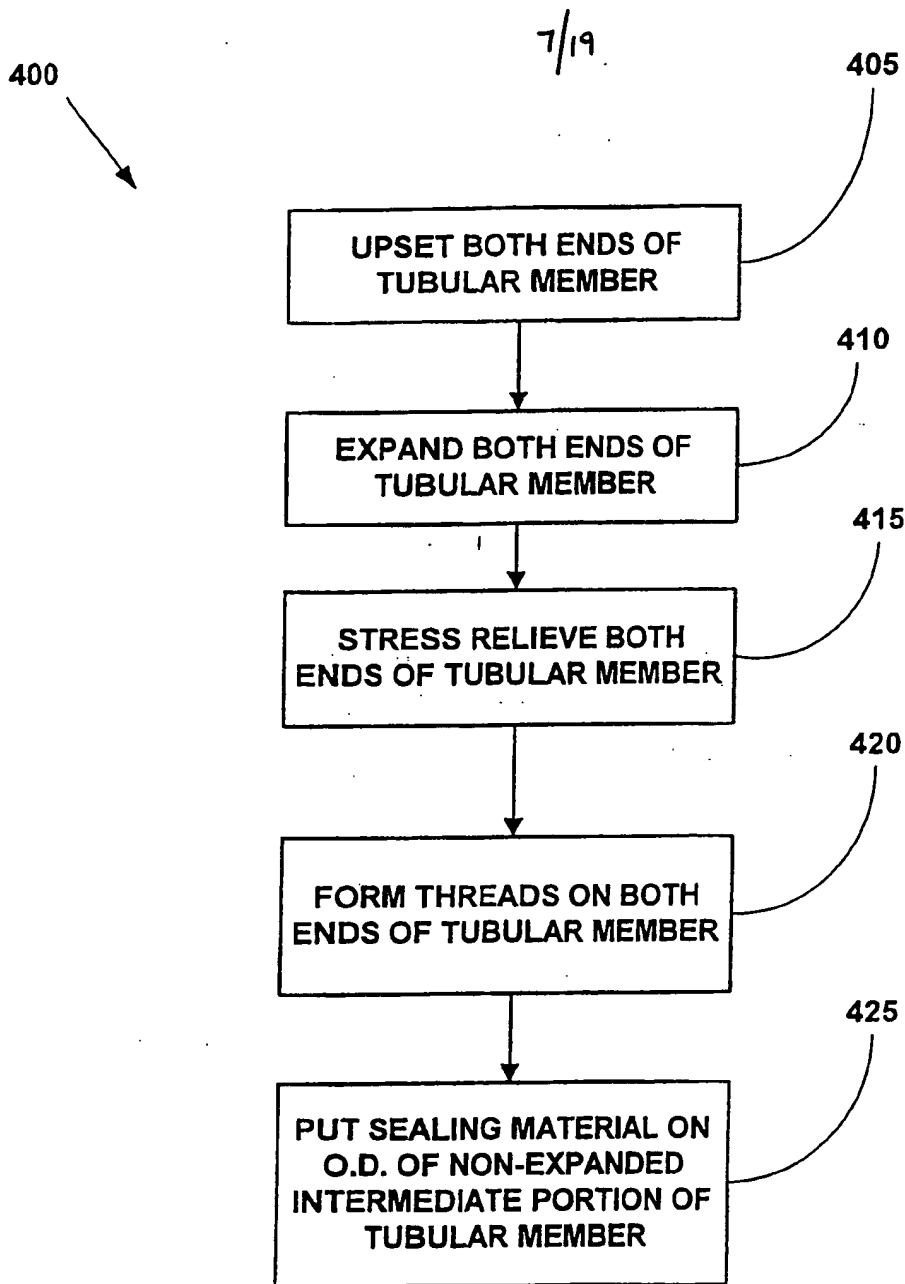 7/19
400
405
UPSET BOTH ENDS OF
TUBULAR MEMBER
410
EXPAND BOTH ENDS OF
TUBULAR MEMBER
415
STRESS RELIEVE BOTH
ENDS OF TUBULAR MEMBER
420
FORM THREADS ON BOTH
ENDS OF TUBULAR MEMBER
425
PUT SEALING MATERIAL ON
O.D. OF NON-EXPANDED
INTERMEDIATE PORTION OF
TUBULAR MEMBER